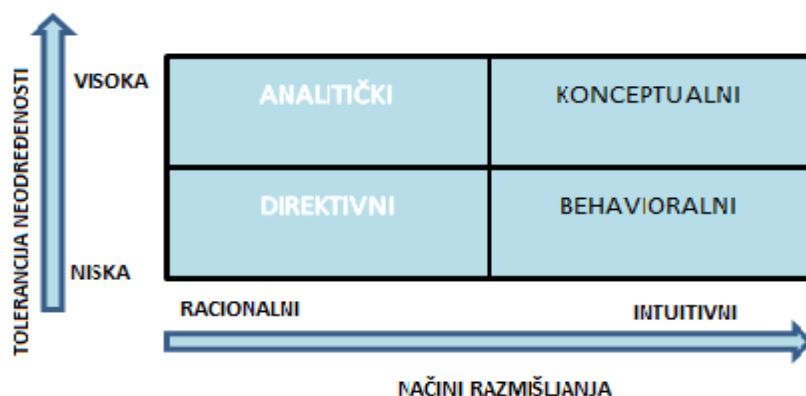 TOLERANCIJA NEODREĐENOSTI
VISOKA
ANALITIČKI
KONCEPTUALNI
DIREKTIVNI
BEHAVIORALNI
NISKA
RACIONALNI
INTUITIVNI
NAČINI RAZMIŠLJANJA